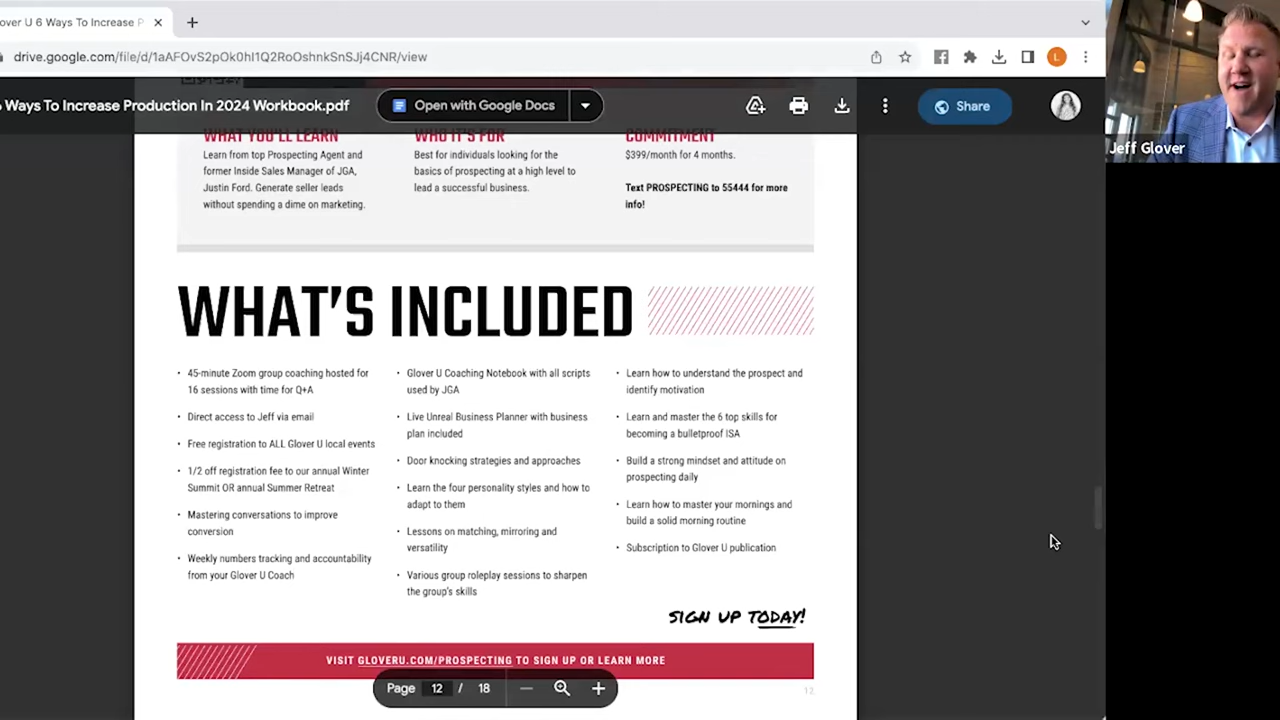 lover U 6 Ways To Increase P
drive.google.com/file/d/1aAFOvS2pOk0hI1Q2RoOshnkSnSJj4CNR/view
L
6 Ways To Increase Production In 2024 Workbook.pdf
Open with Google Docs
Share
Jeff Glover
WHAT YOU'LL LEARN
Learn from top Prospecting Agent and
former Inside Sales Manager of JGA,
Justin Ford. Generate seller leads
without spending a dime on marketing.
WHO IT'S FOR
Best for individuals looking for the
basics of prospecting at a high level to
lead a successful business.
COMMITMENT
$399/month for 4 months.
Text PROSPECTING to 55444 for more
info!
WHAT'S INCLUDED
• 45-minute Zoom group coaching hosted for
16 sessions with time for Q+A
• Direct access to Jeff via email
• Free registration to ALL Glover U local events
• 1/2 off registration fee to our annual Winter
Summit OR annual Summer Retreat
• Mastering conversations to improve
conversion
• Weekly numbers tracking and accountability
from your Glover U Coach
• Glover U Coaching Notebook with all scripts
used by JGA
• Live Unreal Business Planner with business
plan included
• Door knocking strategies and approaches
• Learn the four personality styles and how to
adapt to them
• Lessons on matching, mirroring and
versatility
• Various group roleplay sessions to sharpen
the group's skills
• Learn how to understand the prospect and
identify motivation
• Learn and master the 6 top skills for
becoming a bulletproof ISA
• Build a strong mindset and attitude on
prospecting daily
• Learn how to master your mornings and
build a solid morning routine
• Subscription to Glover U publication
SIGN UP TODAY!
VISIT GLOVERU.COM/PROSPECTING TO SIGN UP OR LEARN MORE
12
Page 12 / 18